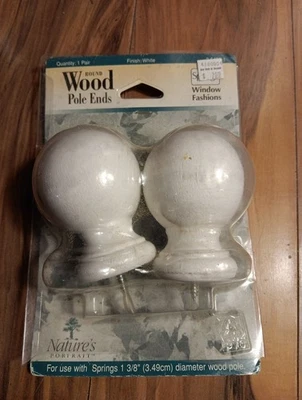 Quantity: 1 Pair
Finish: White
ROUND
Wood
Pole Ends
Window
Fashions
Nature's
PORTRAIT
For use with Springs 1 3/8" (3.49cm) diameter wood pole.